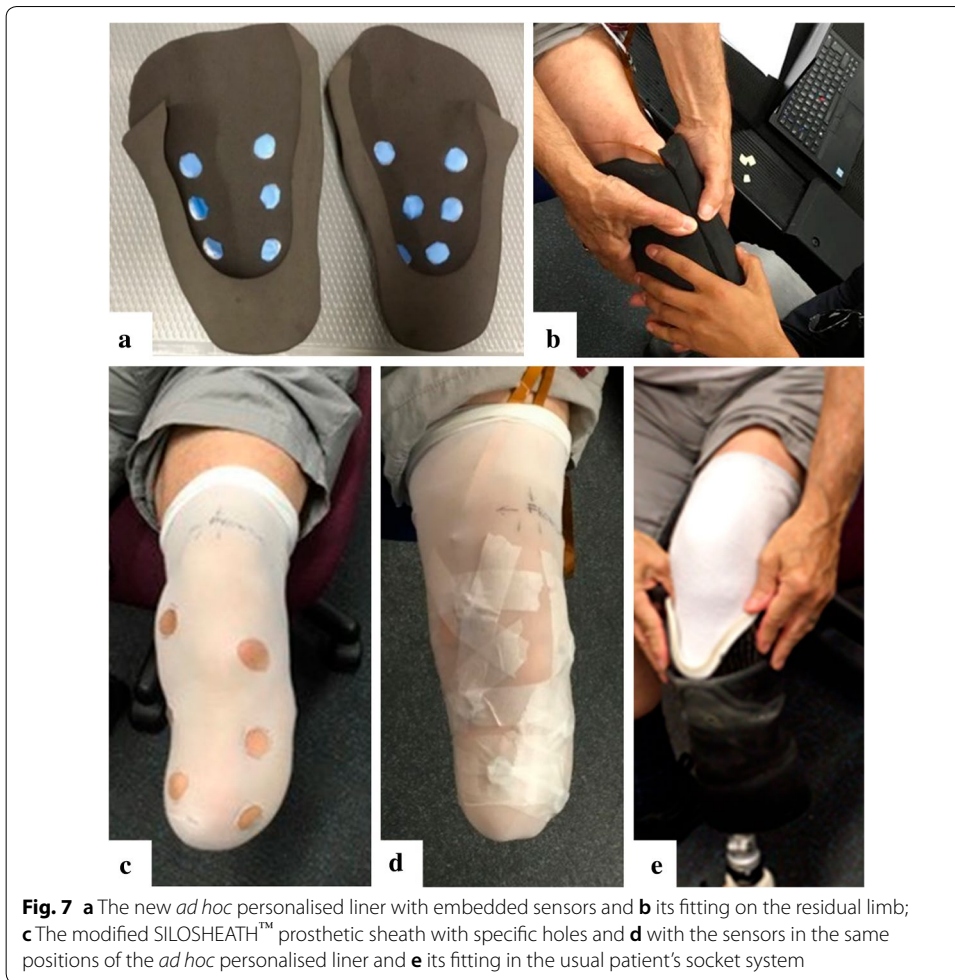 a
b
c
d
e
Fig. 7 a The new ad hoc personalised liner with embedded sensors and b its fitting on the residual limb;
c The modified SILOSHEATH™ prosthetic sheath with specific holes and d with the sensors in the same
positions of the ad hoc personalised liner and e its fitting in the usual patient's socket system